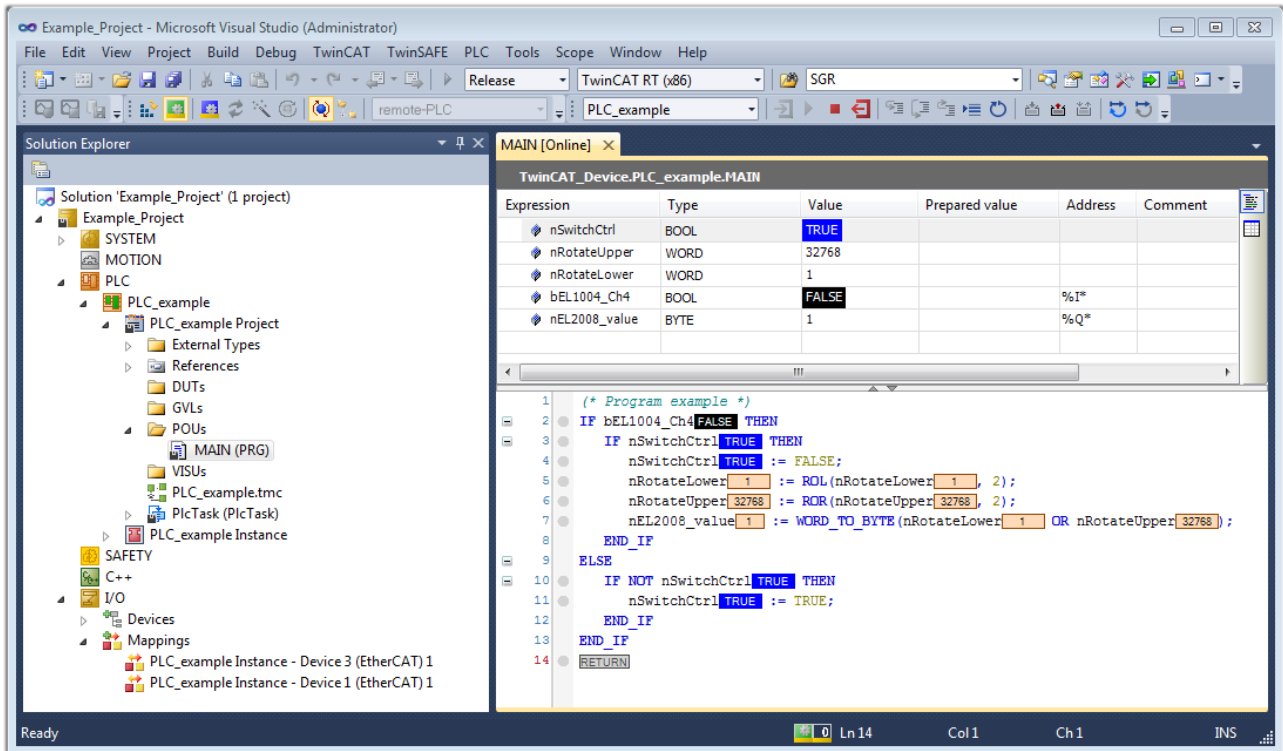 Example_Project - Microsoft Visual Studio (Administrator)
File Edit View Project Build Debug TwinCAT TwinSAFE PLC Tools Scope Window Help
Release TwinCAT RT (x86) SGR
remote-PLC PLC_example
Solution Explorer
Solution 'Example_Project' (1 project)
Example_Project
SYSTEM
MOTION
PLC
PLC_example
PLC_example Project
External Types
References
DUTs
GVLs
POUs
MAIN (PRG)
VISUs
PLC_example.tmc
PlcTask (PlcTask)
PLC_example Instance
SAFETY
C++
I/O
Devices
Mappings
PLC_example Instance - Device 3 (EtherCAT) 1
PLC_example Instance - Device 1 (EtherCAT) 1
MAIN [Online]
TwinCAT_Device.PLC_example.MAIN
Expression Type Value Prepared value Address Comment
nSwitchCtrl BOOL TRUE
nRotateUpper WORD 32768
nRotateLower WORD 1
bEL1004_Ch4 BOOL FALSE %I*
nEL2008_value BYTE 1 %Q*
1 (* Program example *)
2 IF bEL1004_Ch4 FALSE THEN
3 IF nSwitchCtrl TRUE THEN
4 nSwitchCtrl TRUE := FALSE;
5 nRotateLower 1 := ROL(nRotateLower 1 , 2);
6 nRotateUpper 32768 := ROR(nRotateUpper 32768 , 2);
7 nEL2008_value 1 := WORD_TO_BYTE(nRotateLower 1 OR nRotateUpper 32768 );
8 END_IF
9 ELSE
10 IF NOT nSwitchCtrl TRUE THEN
11 nSwitchCtrl TRUE := TRUE;
12 END_IF
13 END_IF
14 RETURN
Ready 0 Ln 14 Col 1 Ch 1 INS